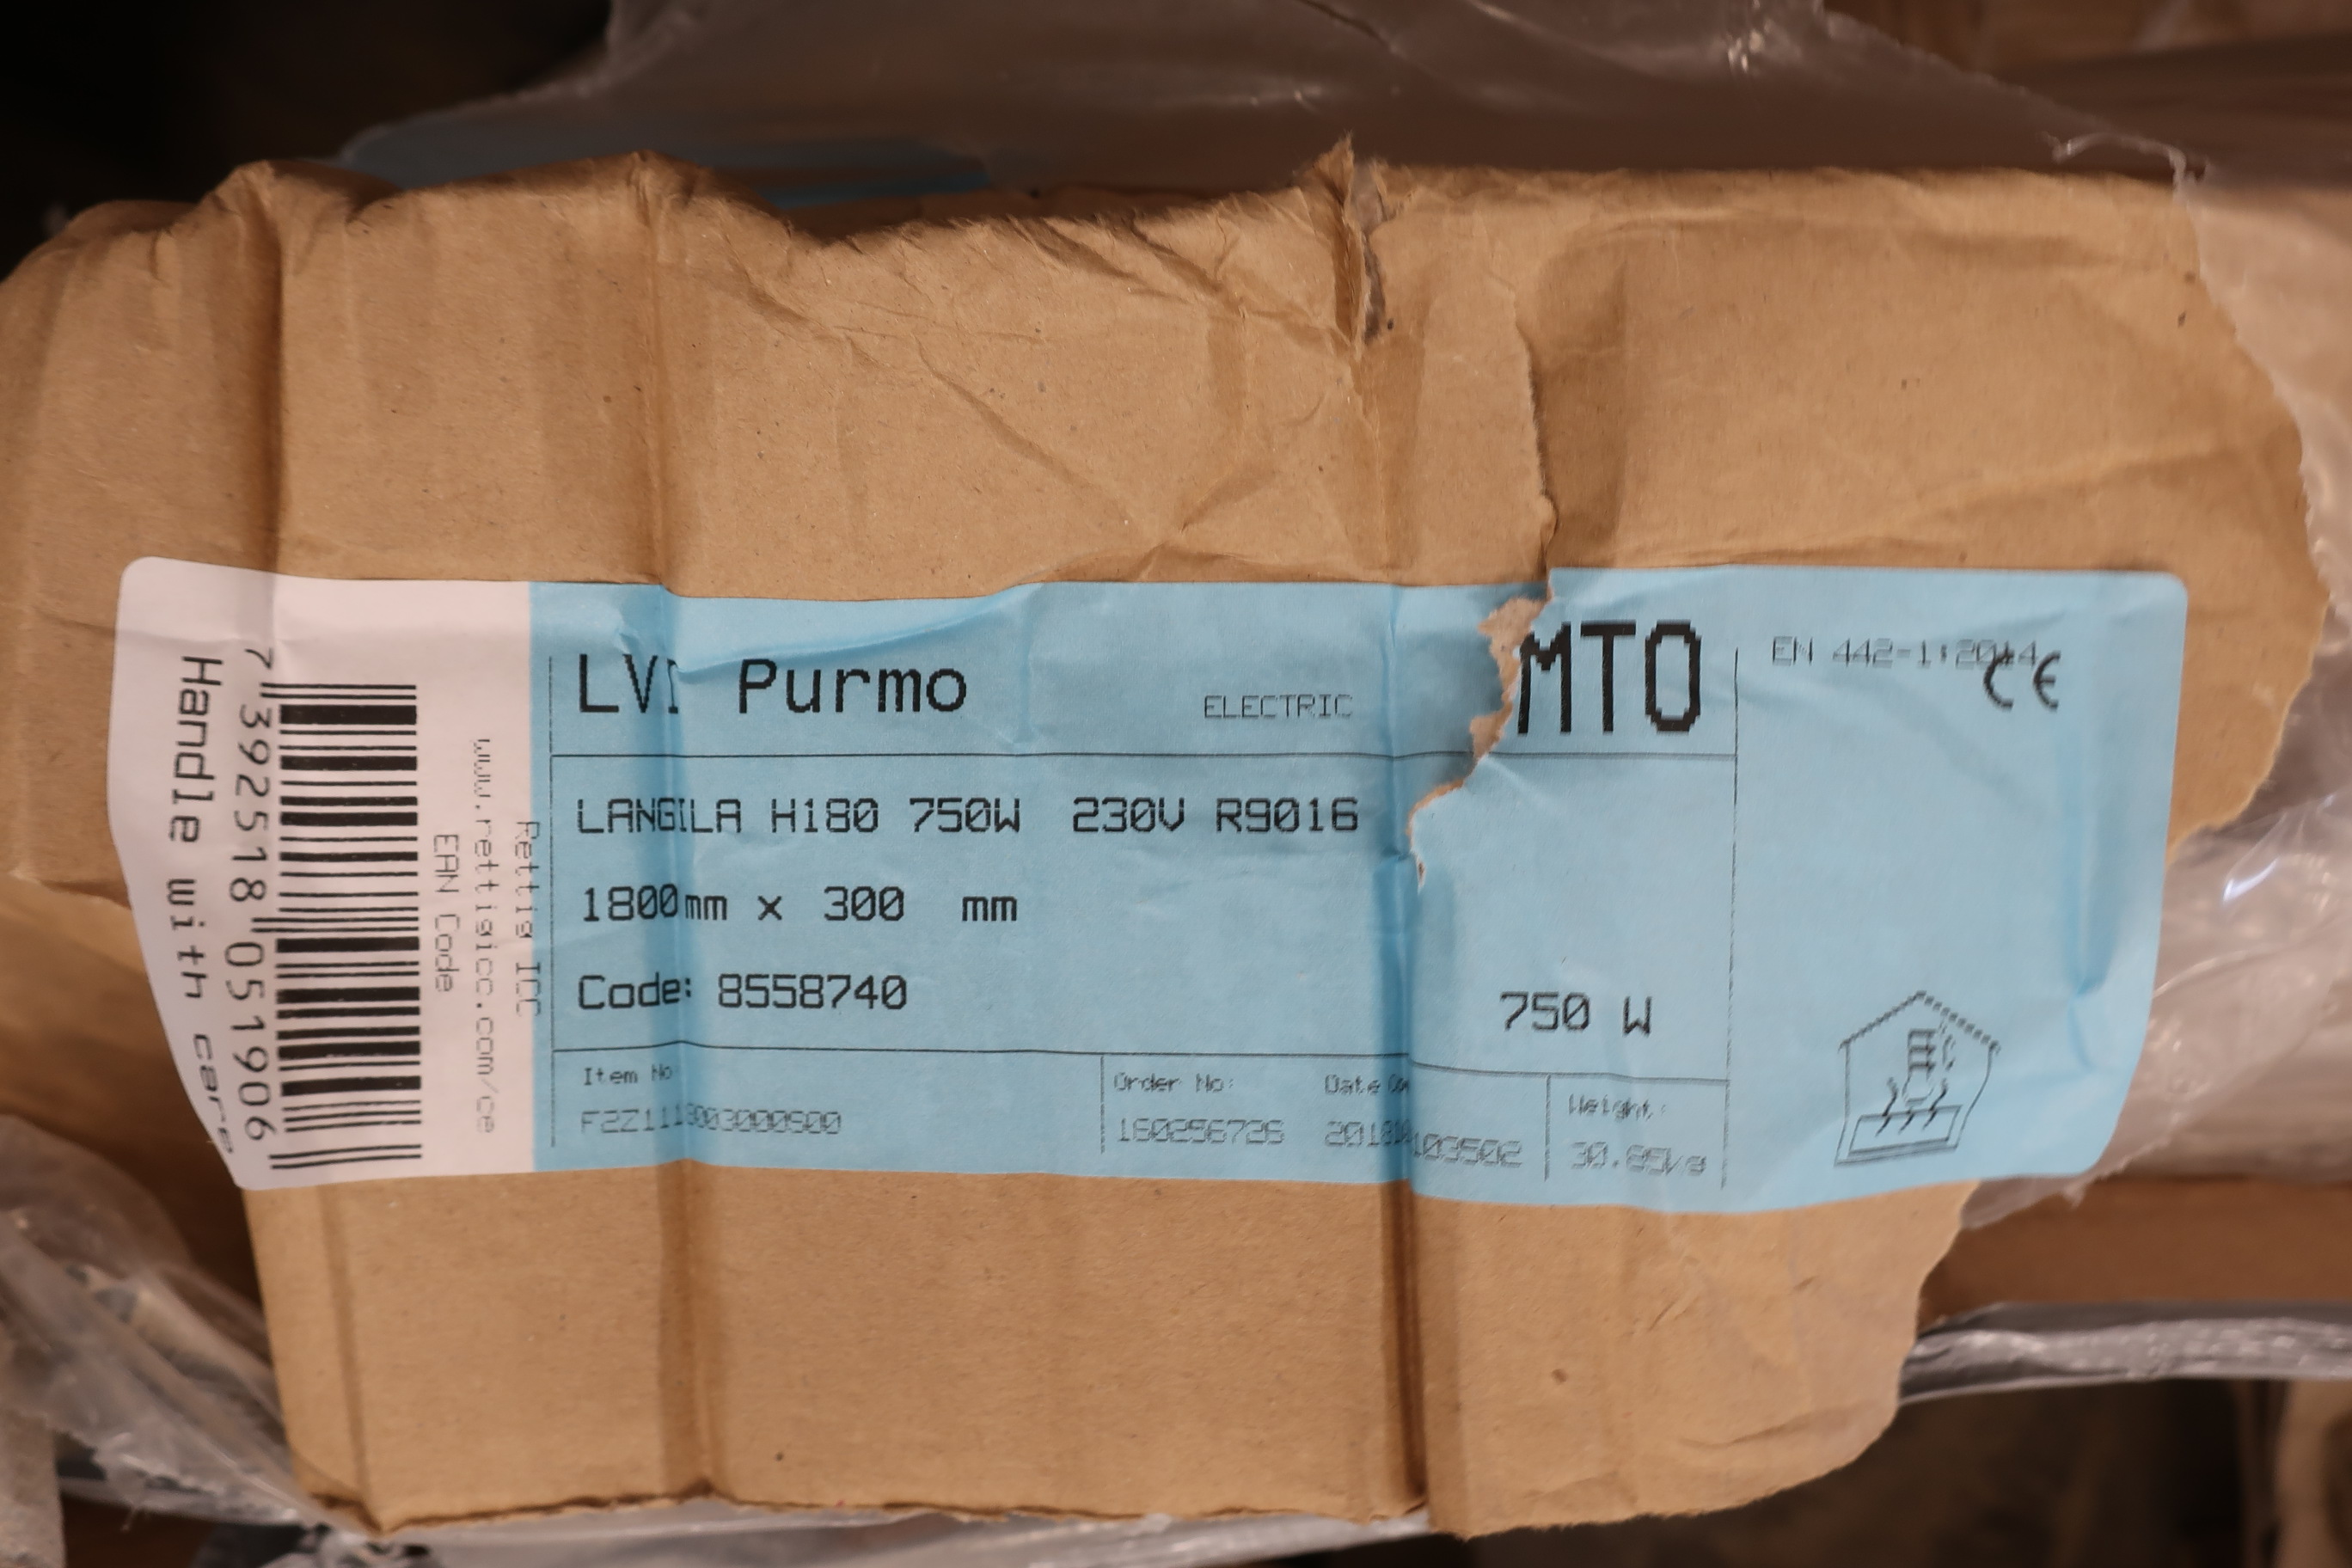 LVI Purmo
ELECTRIC
MTO
EN 442-1:2014
CE
LANGILA H180 750W 230V R9016
1800mm x 300 mm
Code: 8558740
750 W
Item No
Order No:
160256726
Date
Weight:
Rettig ICC
www.rettigicc.com/ce
EAN Code
7 392518 051906
Handle with care